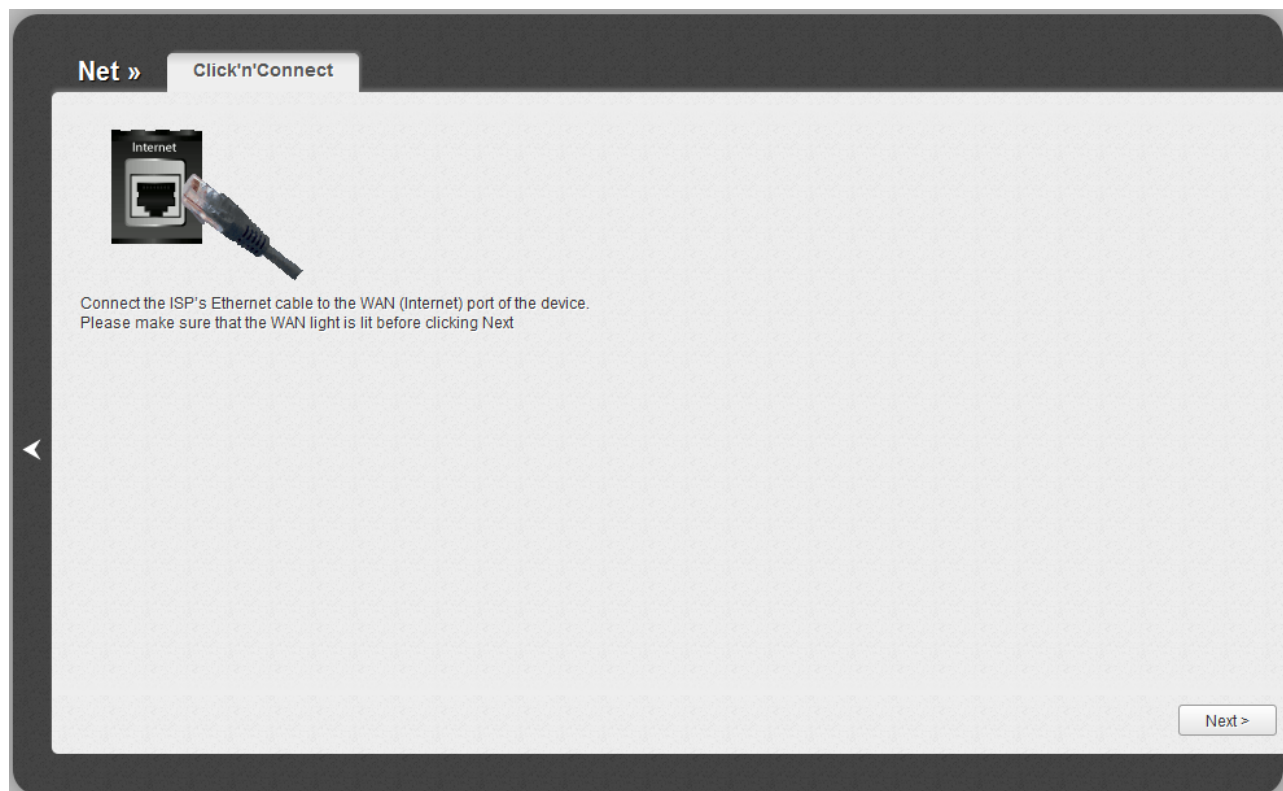 Net »
Click'n'Connect
Internet
Connect the ISP's Ethernet cable to the WAN (Internet) port of the device.
Please make sure that the WAN light is lit before clicking Next
Next >